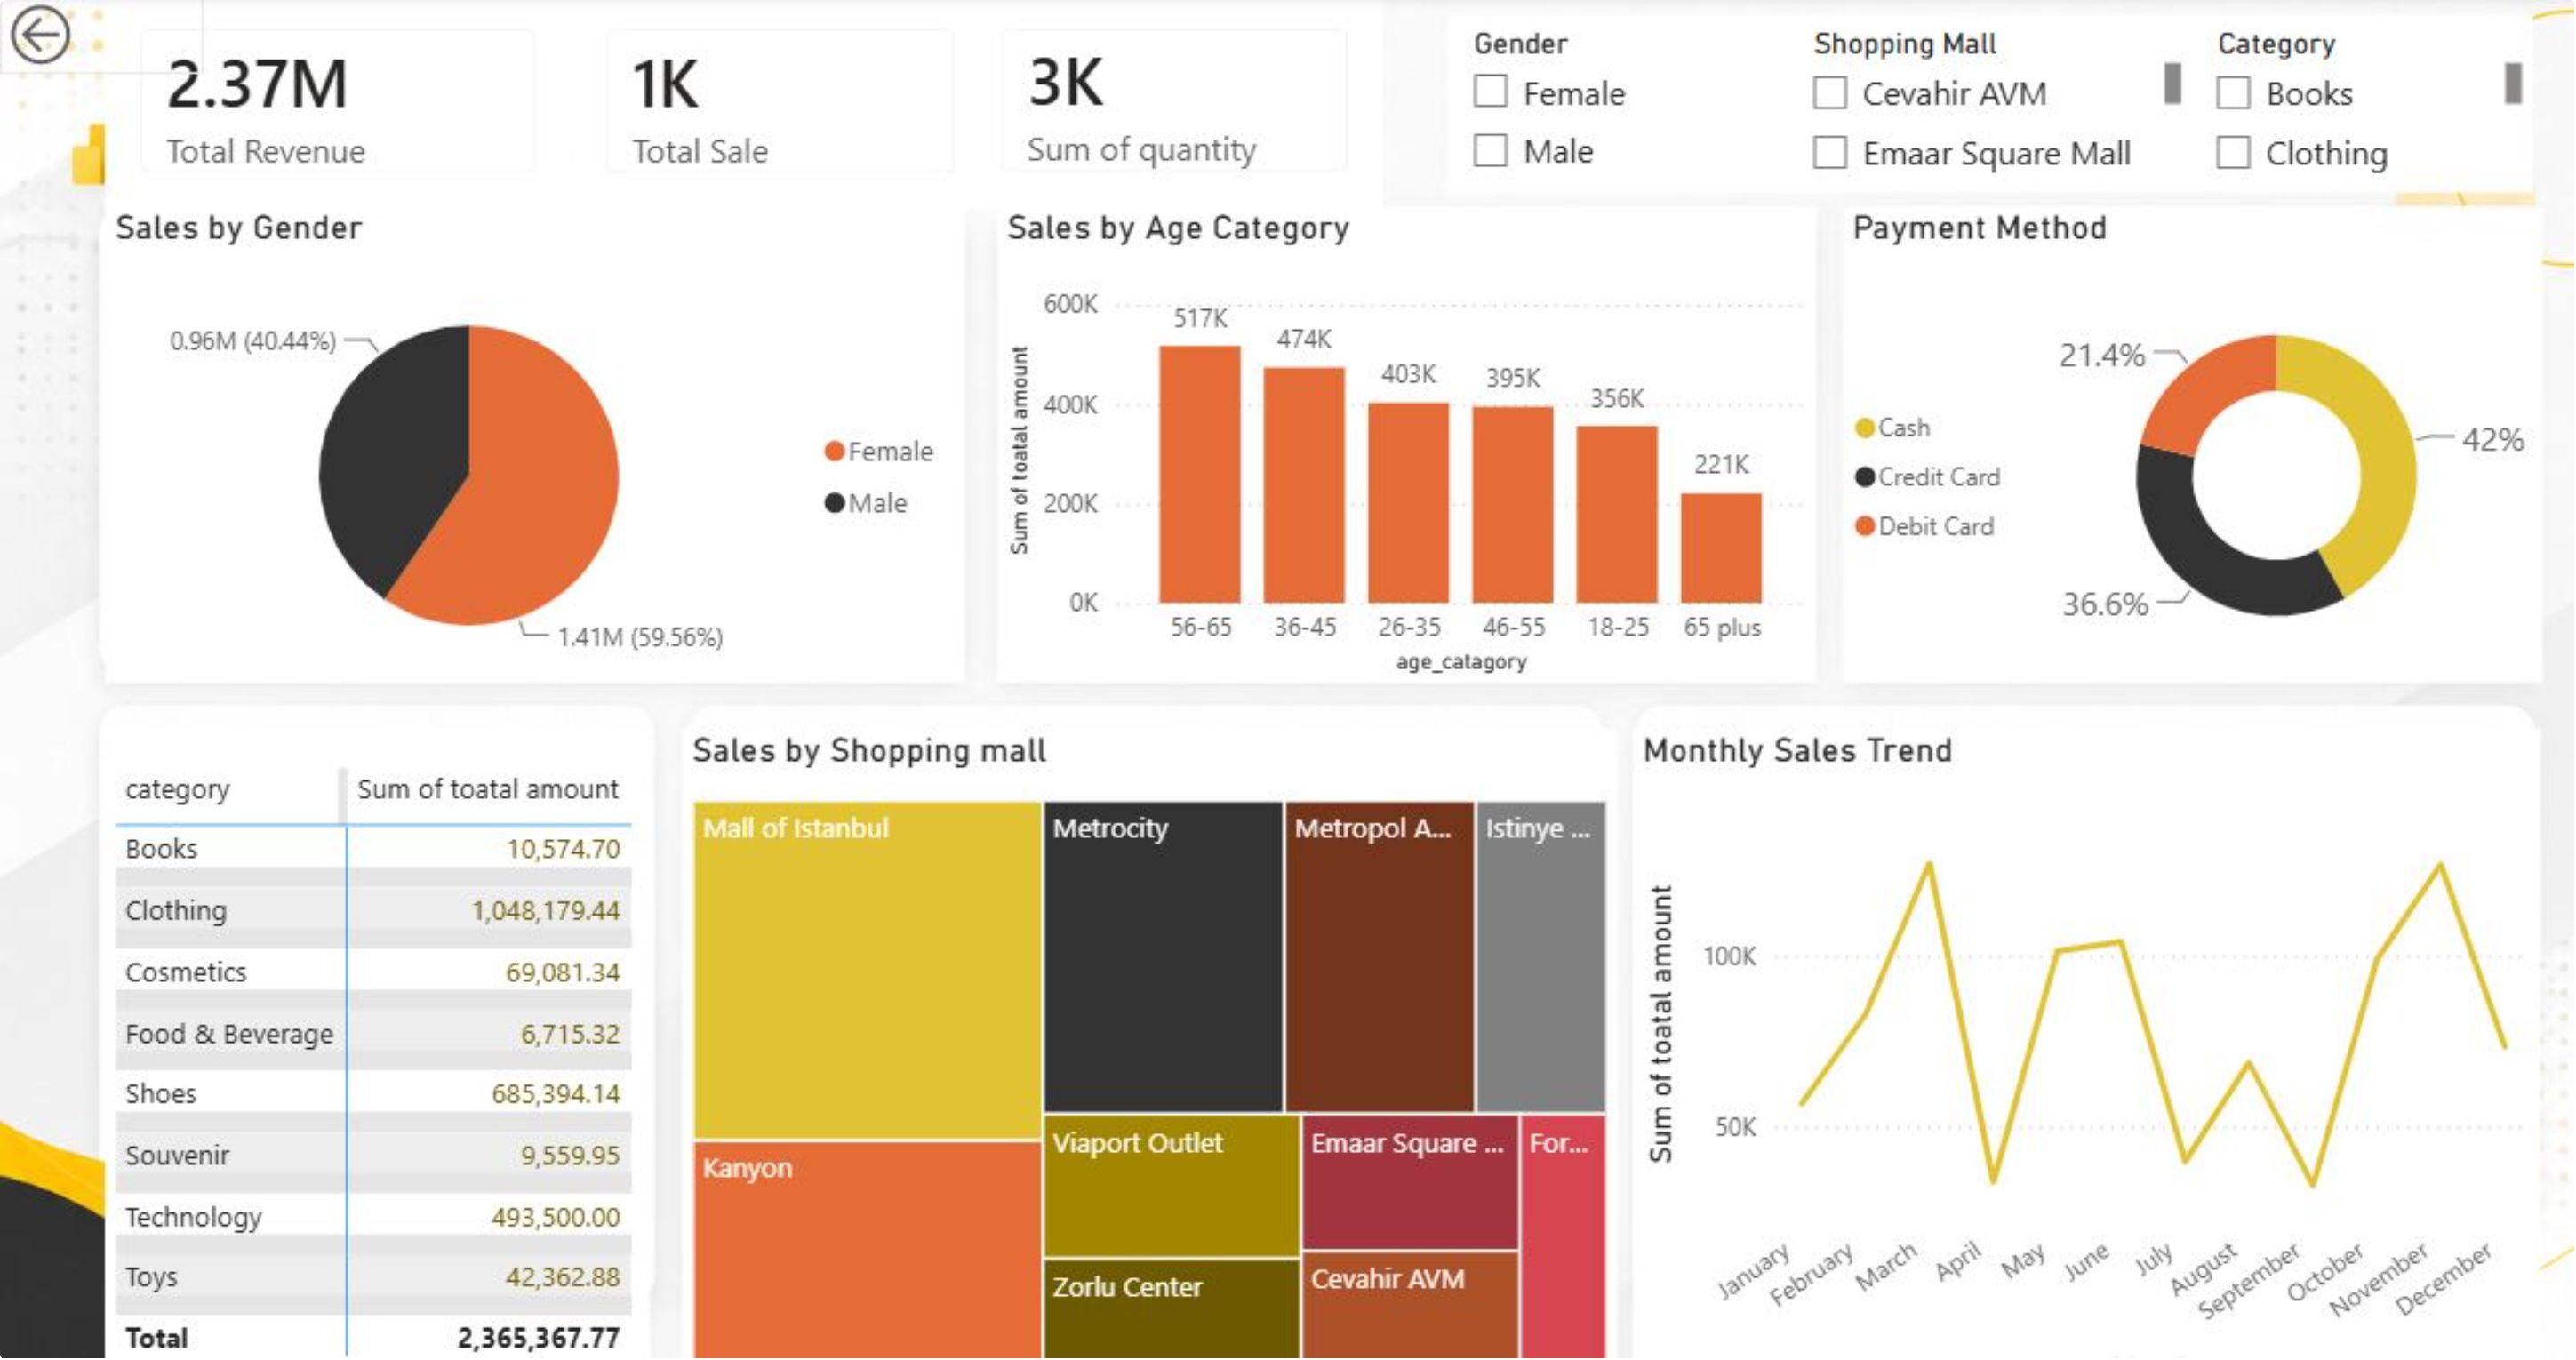 2.37M
Total Revenue
1K
Total Sale
3K
Sum of quantity
Gender
Female
Male
Shopping Mall
Cevahir AVM
Emaar Square Mall
Category
Books
Clothing
Sales by Gender
0.96M (40.44%)
1.41M (59.56%)
Female
Male
Sales by Age Category
Sum of toatal amount
600K
400K
200K
0K
517K
474K
403K
395K
356K
221K
56-65
36-45
26-35
46-55
18-25
65 plus
age_catagory
Payment Method
Cash
Credit Card
Debit Card
21.4%
42%
36.6%
category Sum of toatal amount
Books 10,574.70
Clothing 1,048,179.44
Cosmetics 69,081.34
Food & Beverage 6,715.32
Shoes 685,394.14
Souvenir 9,559.95
Technology 493,500.00
Toys 42,362.88
Total 2,365,367.77
Sales by Shopping mall
Mall of Istanbul
Metrocity
Metropol A...
Istinye ...
Kanyon
Viaport Outlet
Emaar Square ...
For...
Zorlu Center
Cevahir AVM
Monthly Sales Trend
Sum of toatal amount
100K
50K
January
February
March
April
May
June
July
August
September
October
November
December